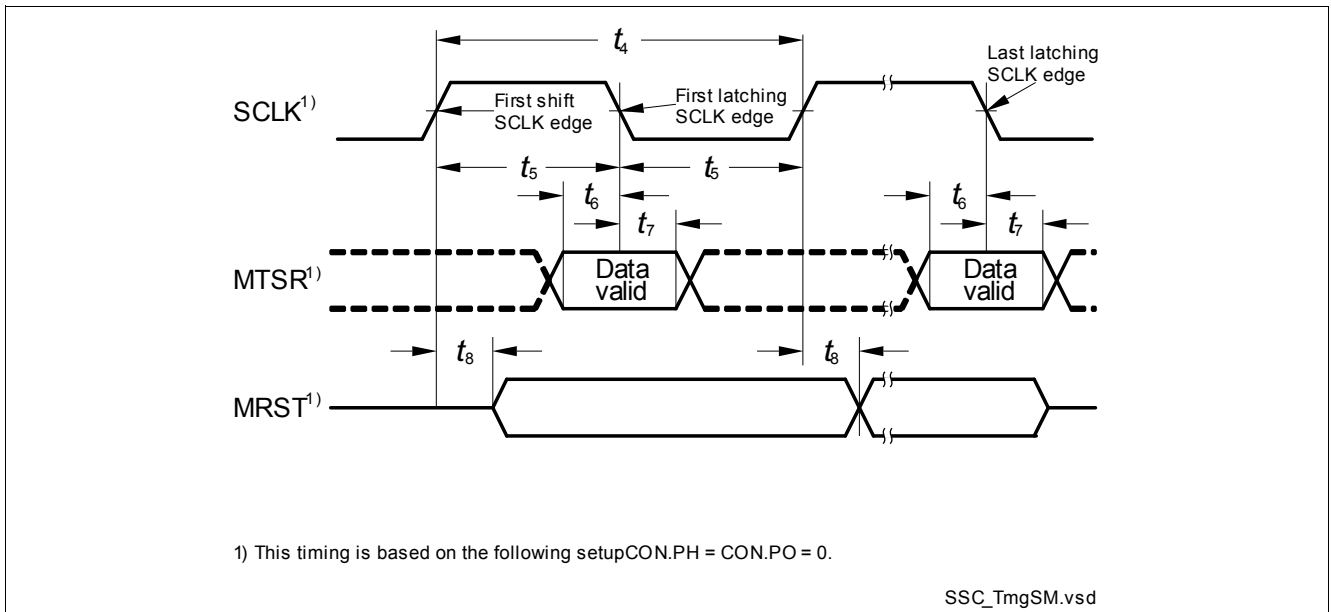 t4
Last latching
SCLK edge
SCLK1)
First shift
SCLK edge
First latching
SCLK edge
t5
t5
t6
t7
t6
t7
MTSR1)
Data
valid
Data
valid
t8
t8
MRST1)
1) This timing is based on the following setupCON.PH = CON.PO = 0.
SSC_TmgSM.vsd